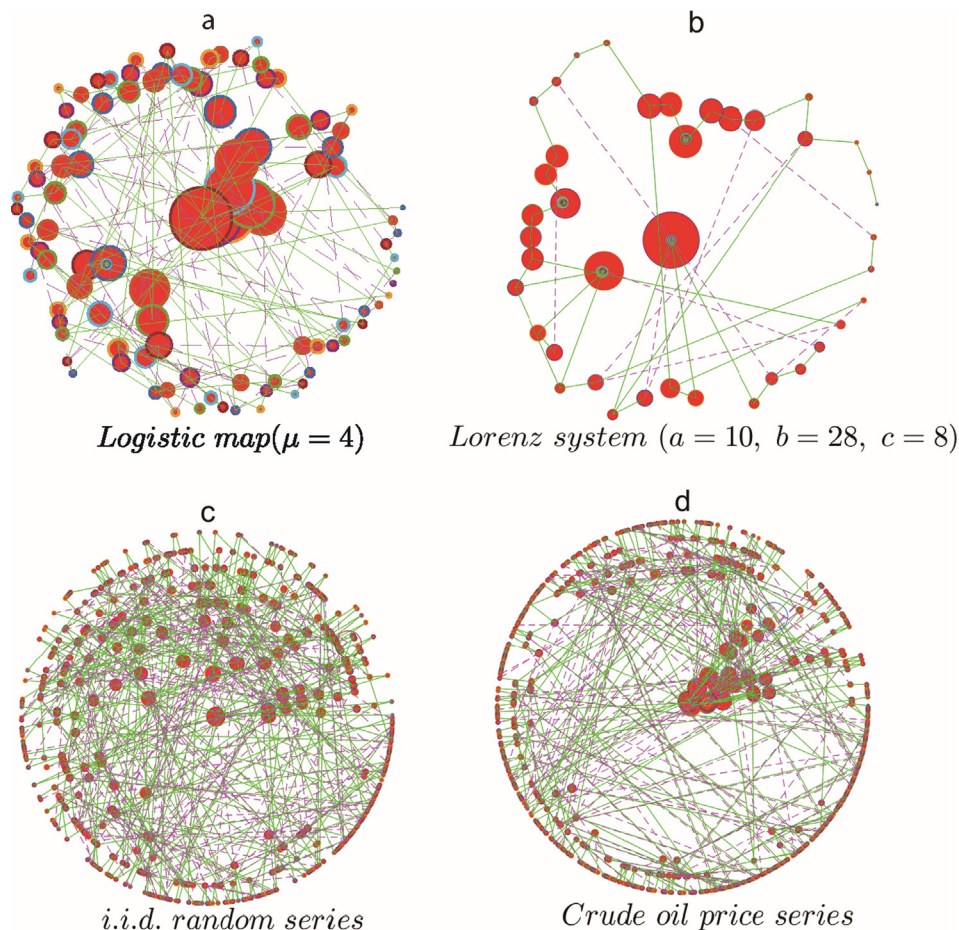 a
b
Logistic map(μ = 4)
Lorenz system (a = 10, b = 28, c = 8)
c
d
i.i.d. random series
Crude oil price series